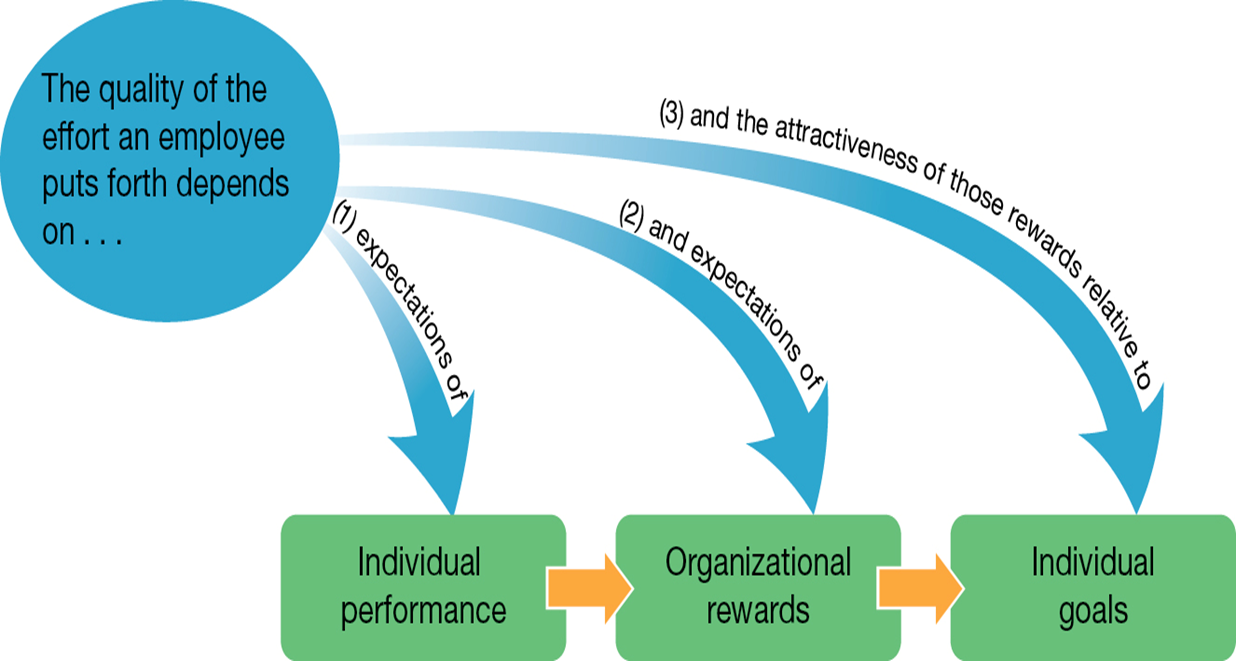 The quality of the
effort an employee
puts forth depends
on . . .
(1) expectations of
(2) and expectations of
(3) and the attractiveness of those rewards relative to
Individual
performance
Organizational
rewards
Individual
goals